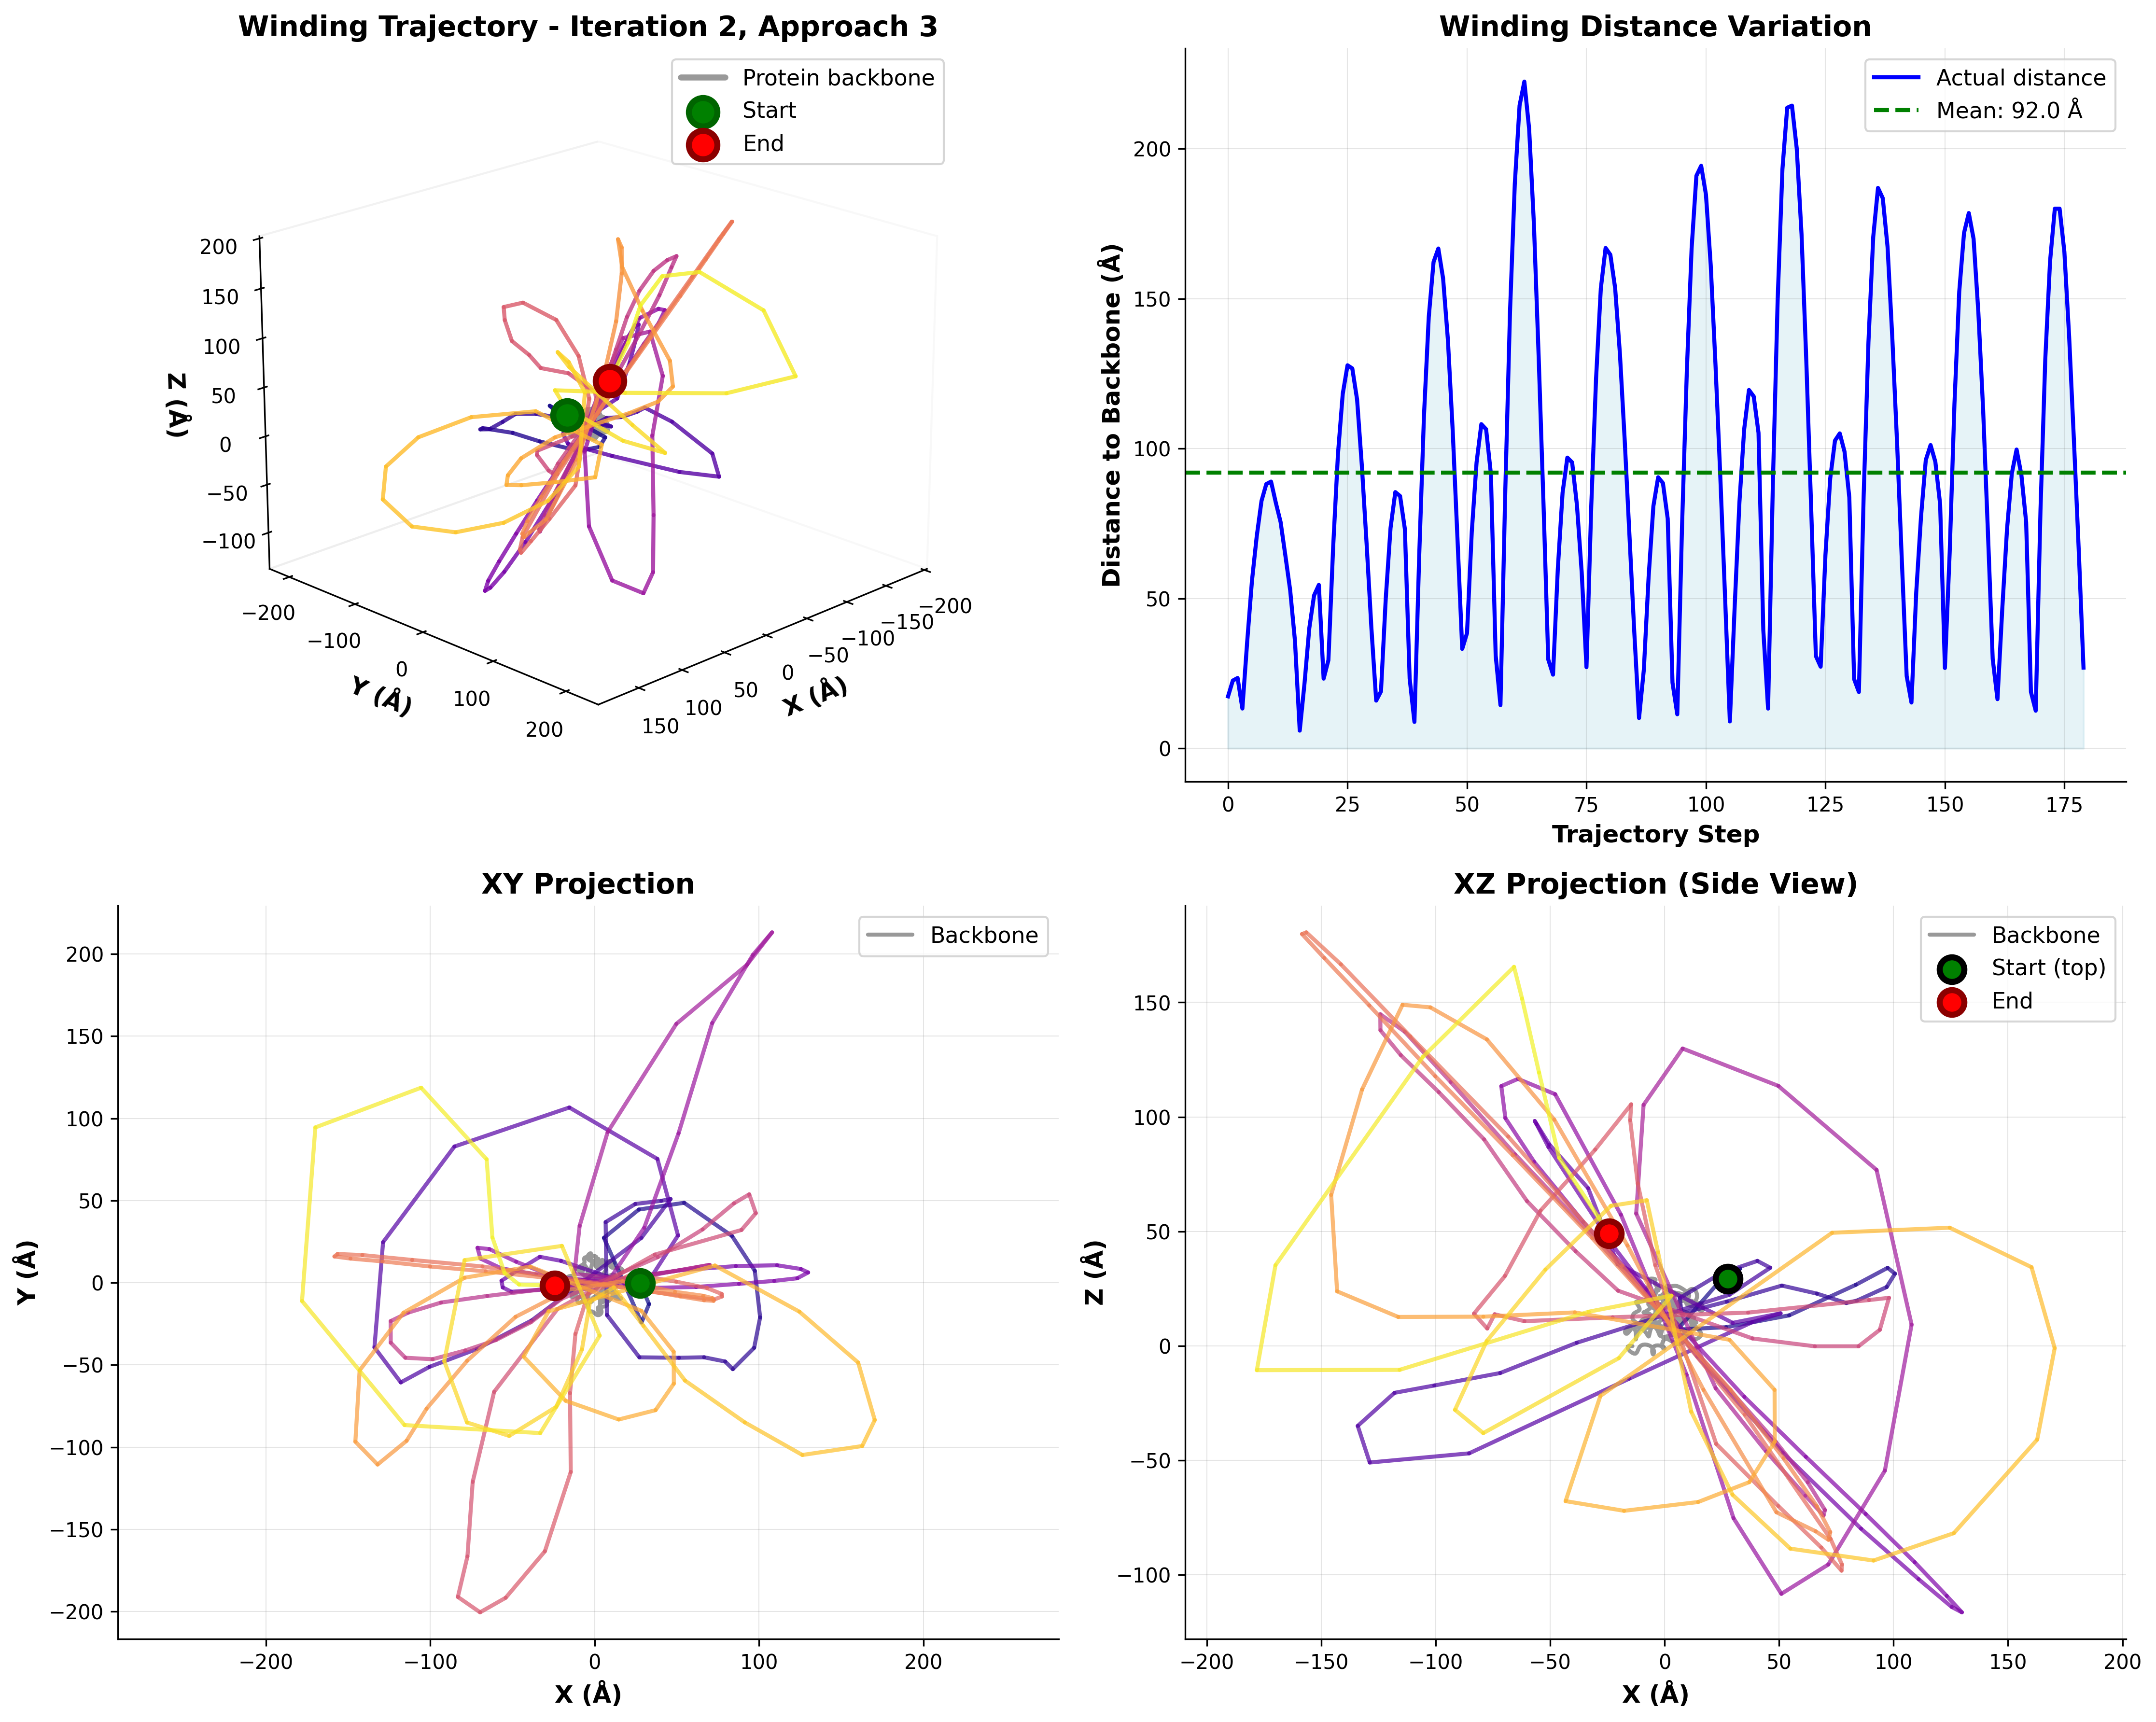 Winding Trajectory - Iteration 2, Approach 3
Protein backbone
Start
End
200
150
100
50
0
−50
−100
Z (Å)
−200
−100
0
100
200
Y (Å)
150
100
50
0
−50
−100
−150
−200
X (Å)
Winding Distance Variation
Actual distance
Mean: 92.0 Å
200
150
100
50
0
Distance to Backbone (Å)
0 25 50 75 100 125 150 175
Trajectory Step
XY Projection
Backbone
200
150
100
50
0
−50
−100
−150
−200
Y (Å)
−200 −100 0 100 200
X (Å)
XZ Projection (Side View)
Backbone
Start (top)
End
150
100
50
0
−50
−100
Z (Å)
−200 −150 −100 −50 0 50 100 150 200
X (Å)